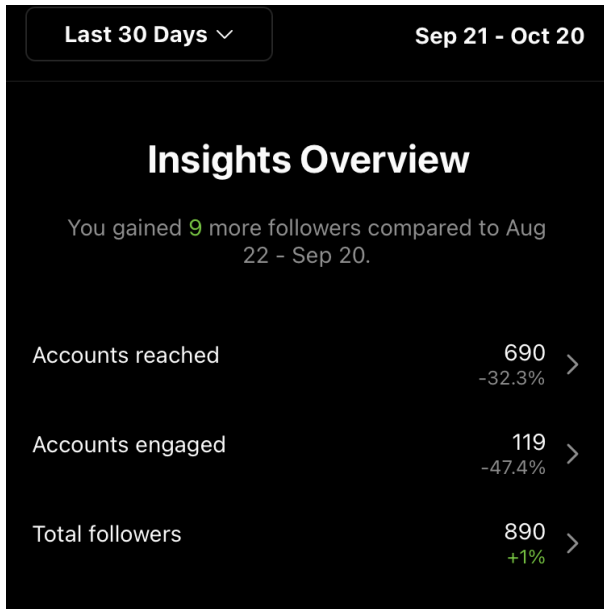 Last 30 Days
Sep 21 - Oct 20
Insights Overview
You gained 9 more followers compared to Aug
22 - Sep 20.
Accounts reached
690
-32.3%
Accounts engaged
119
-47.4%
Total followers
890
+1%